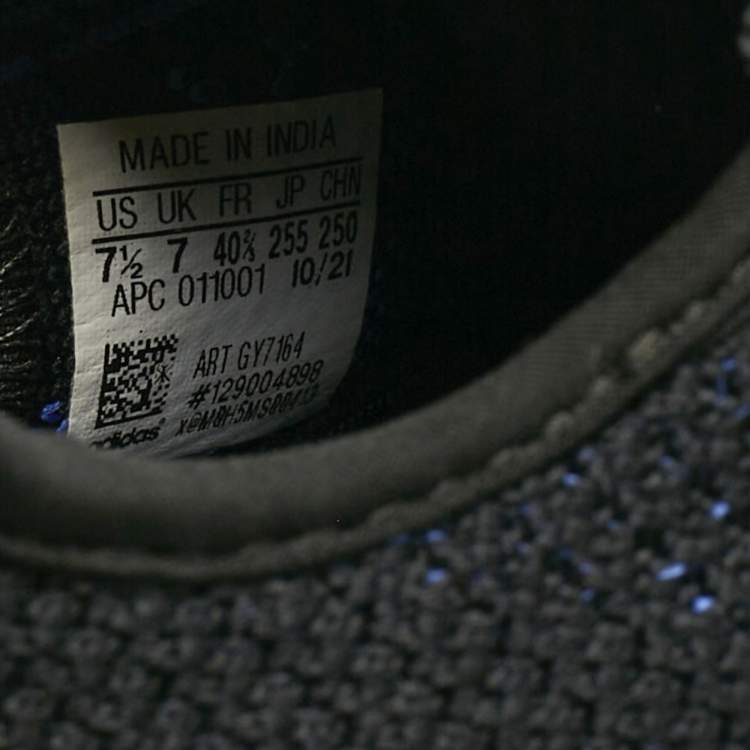 MADE IN INDIA
US UK FR JP CHN
7½ 7 40⅔ 255 250
APC 011001 10/21
ART GY7164
#129004898
adidas®